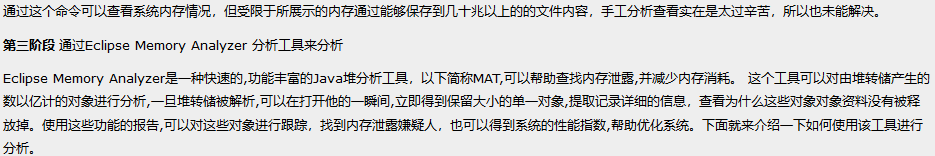 通过这个命令可以查看系统内存情况，但受限于所展示的内存通过能够保存到几十兆以上的的文件内容，手工分析查看实在是太过辛苦，所以也未能解决。
第三阶段 通过Eclipse Memory Analyzer 分析工具来分析
Eclipse Memory Analyzer是一种快速的,功能丰富的Java堆分析工具，以下简称MAT,可以帮助查找内存泄露,并减少内存消耗。 这个工具可以对由堆转储产生的
数以亿计的对象进行分析,一旦堆转储被解析,可以在打开他的一瞬间,立即得到保留大小的单一对象,提取记录详细的信息，查看为什么这些对象对象资料没有被释
放掉。使用这些功能的报告,可以对这些对象进行跟踪，找到内存泄露嫌疑人，也可以得到系统的性能指数,帮助优化系统。下面就来介绍一下如何使用该工具进行
分析。